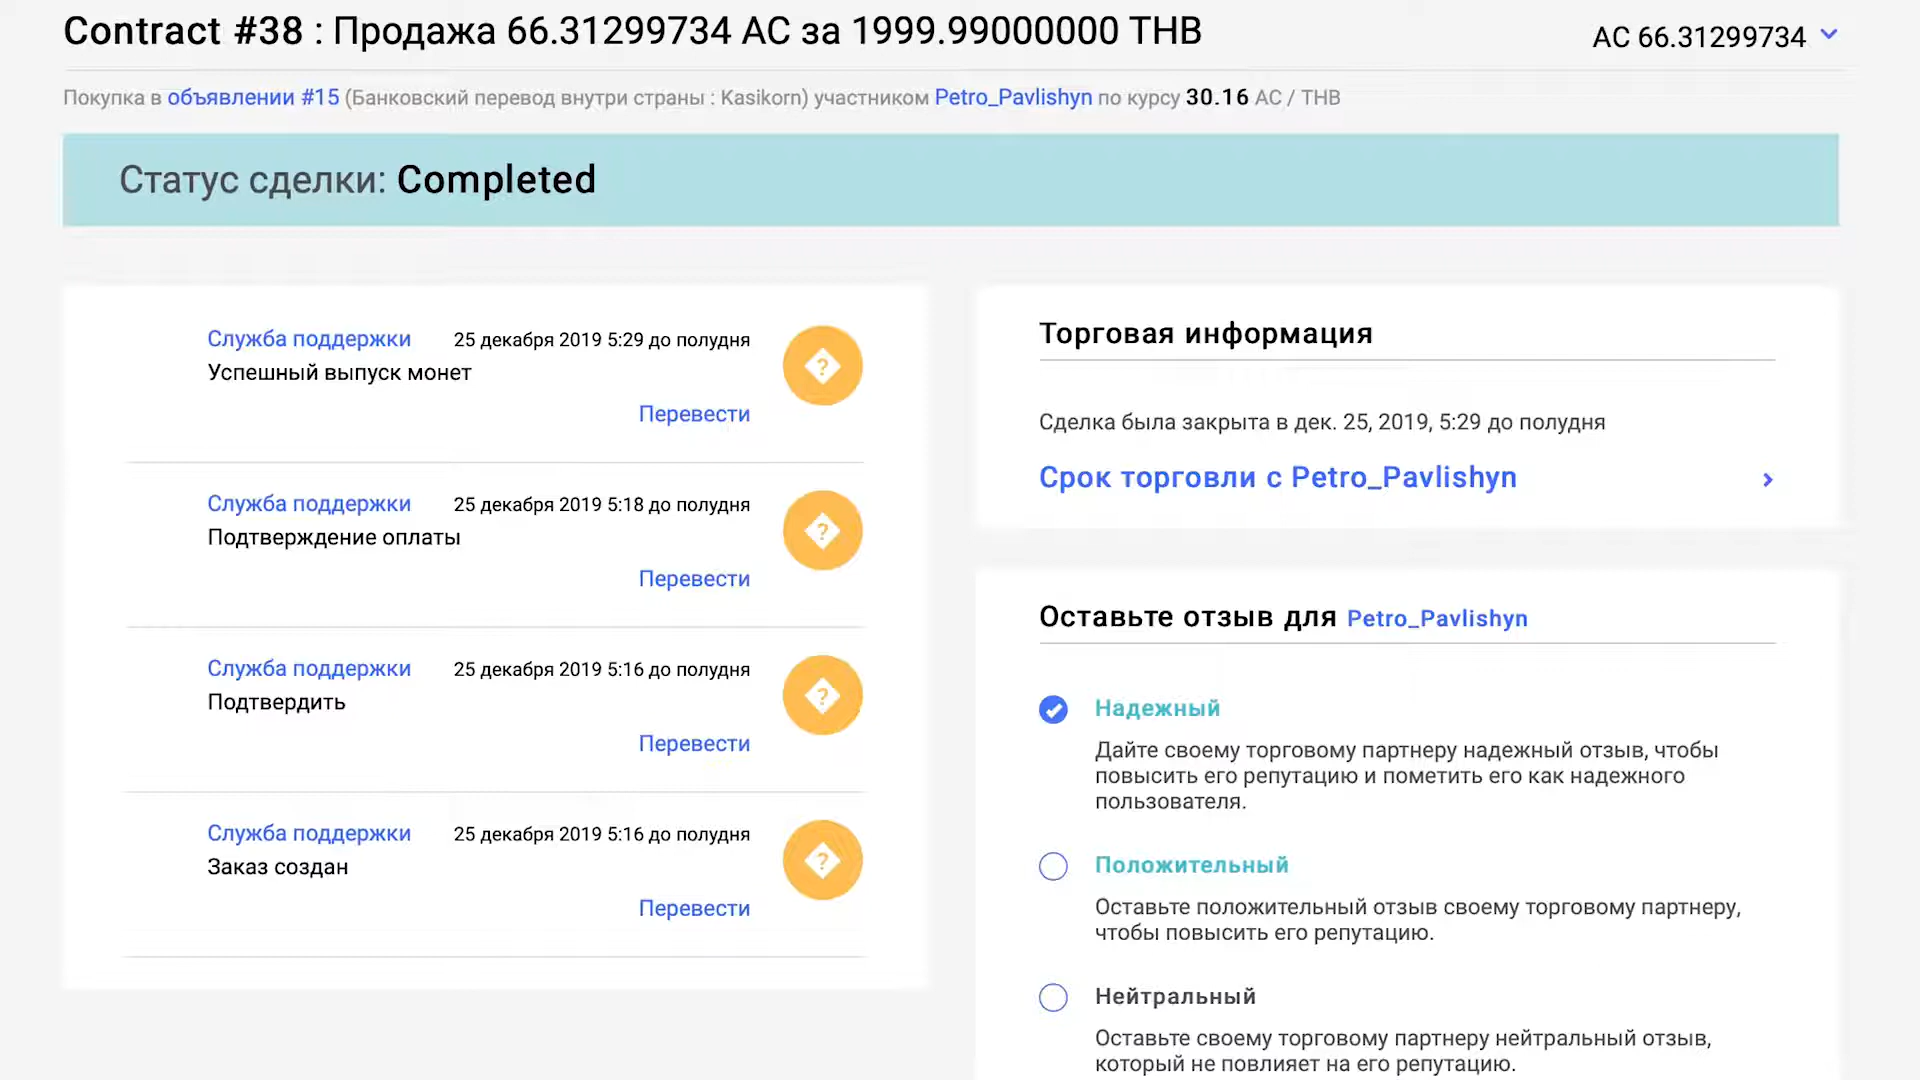 Contract #38 : Продажа 66.31299734 AC за 1999.99000000 THB
AC 66.31299734
Покупка в объявлении #15 (Банковский перевод внутри страны : Kasikorn) участником Petro_Pavlishyn по курсу 30.16 AC / THB
Статус сделки: Completed
Служба поддержки 25 декабря 2019 5:29 до полудня
Успешный выпуск монет
Перевести
Служба поддержки 25 декабря 2019 5:18 до полудня
Подтверждение оплаты
Перевести
Служба поддержки 25 декабря 2019 5:16 до полудня
Подтвердить
Перевести
Служба поддержки 25 декабря 2019 5:16 до полудня
Заказ создан
Перевести
Торговая информация
Сделка была закрыта в дек. 25, 2019, 5:29 до полудня
Срок торговли с Petro_Pavlishyn
Оставьте отзыв для Petro_Pavlishyn
Надежный
Дайте своему торговому партнеру надежный отзыв, чтобы
повысить его репутацию и пометить его как надежного
пользователя.
Положительный
Оставьте положительный отзыв своему торговому партнеру,
чтобы повысить его репутацию.
Нейтральный
Оставьте своему торговому партнеру нейтральный отзыв,
который не повлияет на его репутацию.